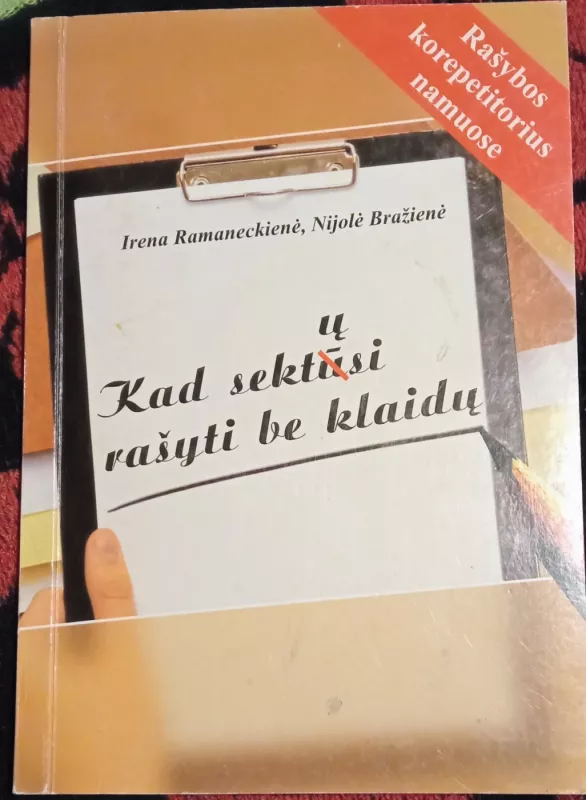 Rašybos
korepetitorius
namuose
Irena Ramaneckienė, Nijolė Bražienė
ų
Kad sektūsi
rašyti be klaidų